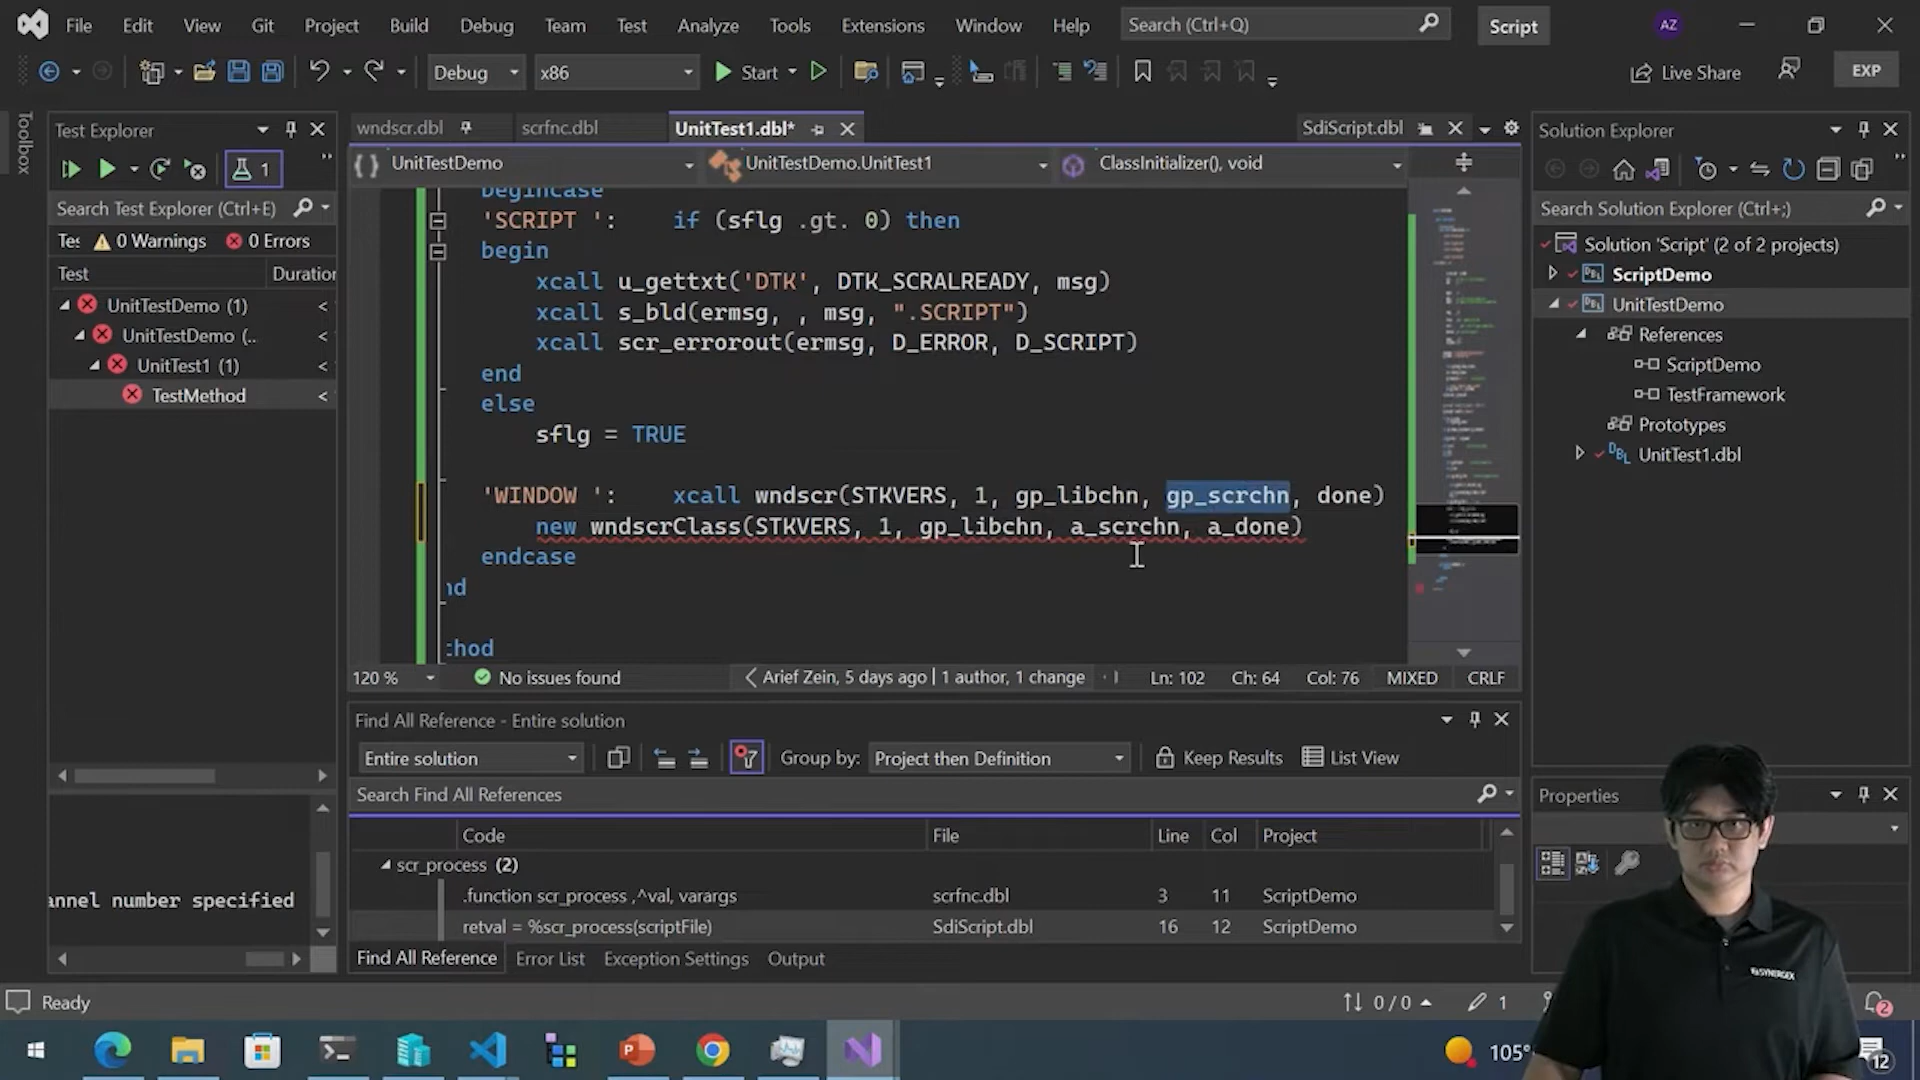 File Edit View Git Project Build Debug Team Test Analyze Tools Extensions Window Help Search (Ctrl+Q) Script AZ
Debug x86 Start Live Share EXP
Toolbox
Test Explorer
1
Search Test Explorer (Ctrl+E)
Tes 0 Warnings 0 Errors
Test Duration
UnitTestDemo (1) <
UnitTestDemo (.. <
UnitTest1 (1) <
TestMethod <
annel number specified
wndscr.dbl scrfnc.dbl UnitTest1.dbl* SdiScript.dbl
UnitTestDemo UnitTestDemo.UnitTest1 ClassInitializer(), void
begincase
'SCRIPT ': if (sflg .gt. 0) then
begin
xcall u_gettxt('DTK', DTK_SCRALREADY, msg)
xcall s_bld(ermsg, , msg, ".SCRIPT")
xcall scr_errorout(ermsg, D_ERROR, D_SCRIPT)
end
else
sflg = TRUE
'WINDOW ': xcall wndscr(STKVERS, 1, gp_libchn, gp_scrchn, done)
new wndscrClass(STKVERS, 1, gp_libchn, a_scrchn, a_done)
endcase
nd
thod
120 % No issues found Arief Zein, 5 days ago | 1 author, 1 change Ln: 102 Ch: 64 Col: 76 MIXED CRLF
Find All Reference - Entire solution
Entire solution Group by: Project then Definition Keep Results List View
Search Find All References
Code File Line Col Project
scr_process (2)
.function scr_process ,^val, varargs scrfnc.dbl 3 11 ScriptDemo
retval = %scr_process(scriptFile) SdiScript.dbl 16 12 ScriptDemo
Find All Reference Error List Exception Settings Output
Solution Explorer
Search Solution Explorer (Ctrl+;)
Solution 'Script' (2 of 2 projects)
ScriptDemo
UnitTestDemo
References
ScriptDemo
TestFramework
Prototypes
UnitTest1.dbl
Properties
SYNERGEX
Ready 0 / 0 1 2
105° 12